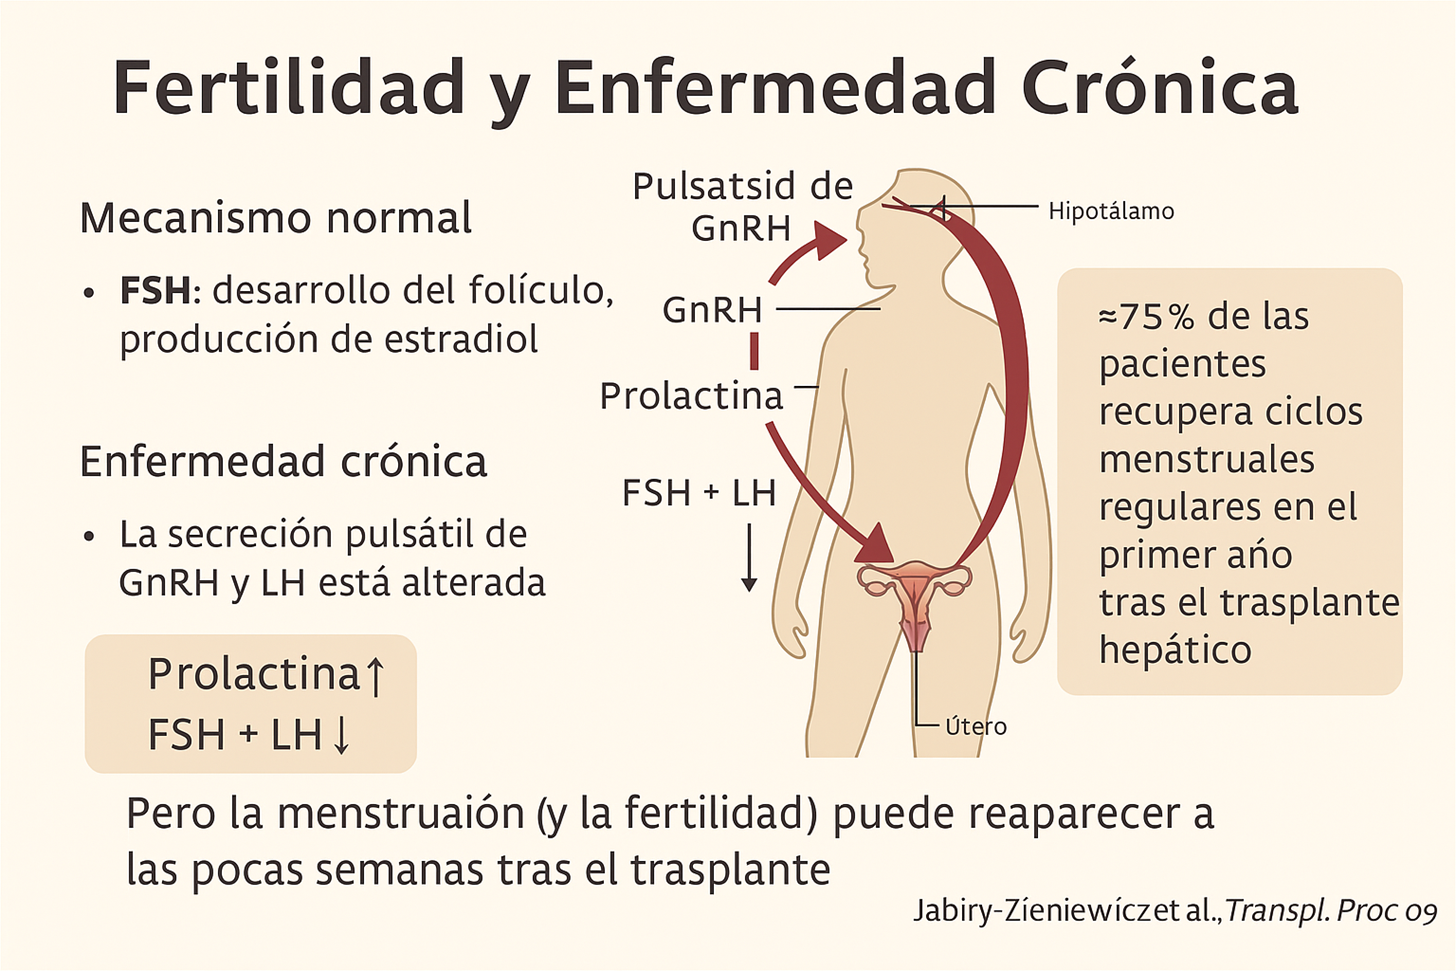 Fertilidad y Enfermedad Crónica
Mecanismo normal
• FSH: desarrollo del folículo,
producción de estradiol
Enfermedad crónica
• La secreción pulsátil de
GnRH y LH está alterada
Prolactina↑
FSH + LH↓
Pulsatsid de
GnRH
GnRH
Prolactina
FSH + LH
Hipotálamo
Útero
≈75% de las
pacientes
recupera ciclos
menstruales
regulares en el
primer ańo
tras el trasplante
hepático
Pero la menstruaión (y la fertilidad) puede reaparecer a
las pocas semanas tras el trasplante
Jabiry-Zíeniewíczet al.,Transpl. Proc 09